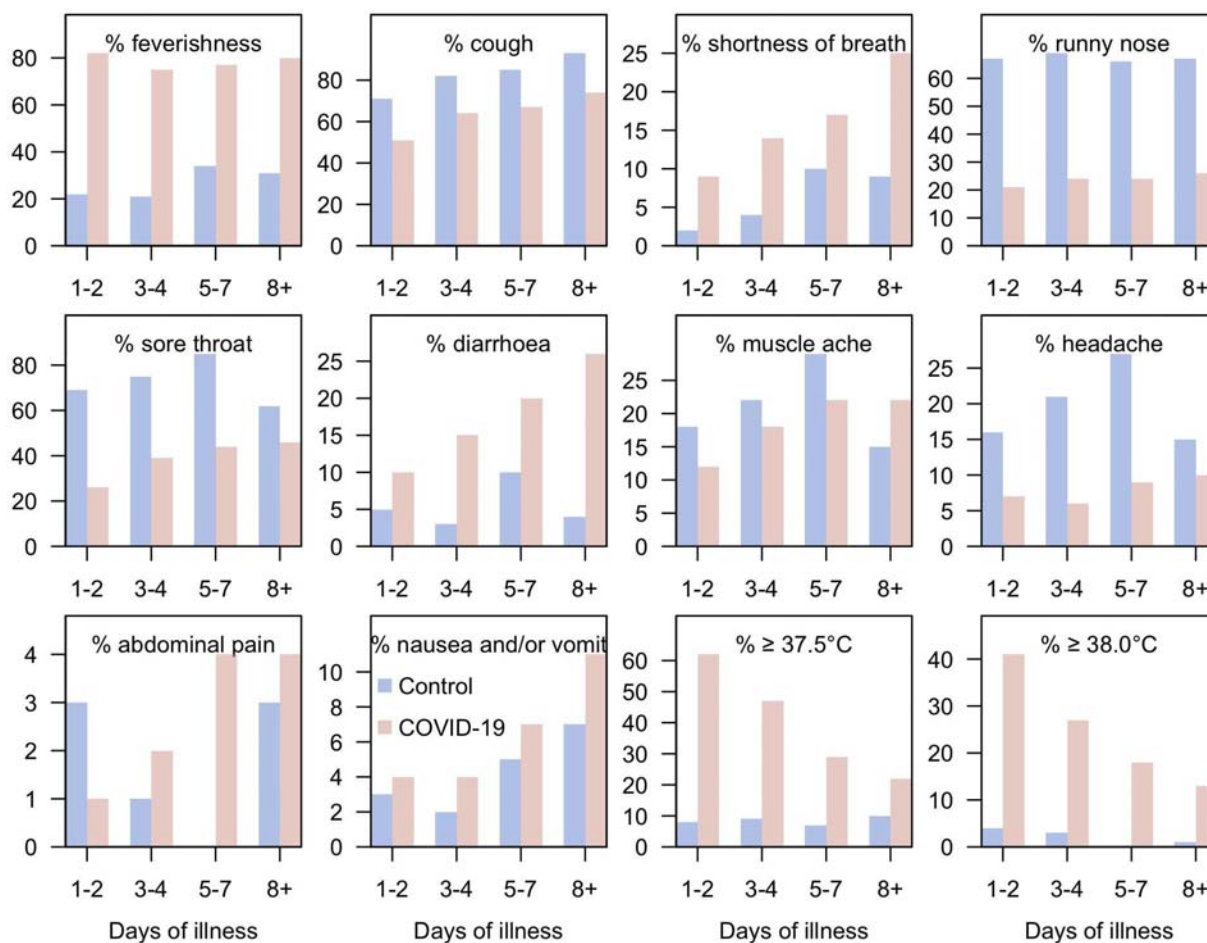 % feverishness
80
60
40
20
0
1-2 3-4 5-7 8+
% cough
80
60
40
20
0
1-2 3-4 5-7 8+
% shortness of breath
25
20
15
10
5
0
1-2 3-4 5-7 8+
% runny nose
60
50
40
30
20
10
0
1-2 3-4 5-7 8+
% sore throat
80
60
40
20
0
1-2 3-4 5-7 8+
% diarrhoea
25
20
15
10
5
0
1-2 3-4 5-7 8+
% muscle ache
25
20
15
10
5
0
1-2 3-4 5-7 8+
% headache
25
20
15
10
5
0
1-2 3-4 5-7 8+
% abdominal pain
4
3
2
1
0
1-2 3-4 5-7 8+
Days of illness
% nausea and/or vomit
10
8
6
4
2
0
Control
COVID-19
1-2 3-4 5-7 8+
Days of illness
% ≥ 37.5°C
60
50
40
30
20
10
0
1-2 3-4 5-7 8+
Days of illness
% ≥ 38.0°C
40
30
20
10
0
1-2 3-4 5-7 8+
Days of illness